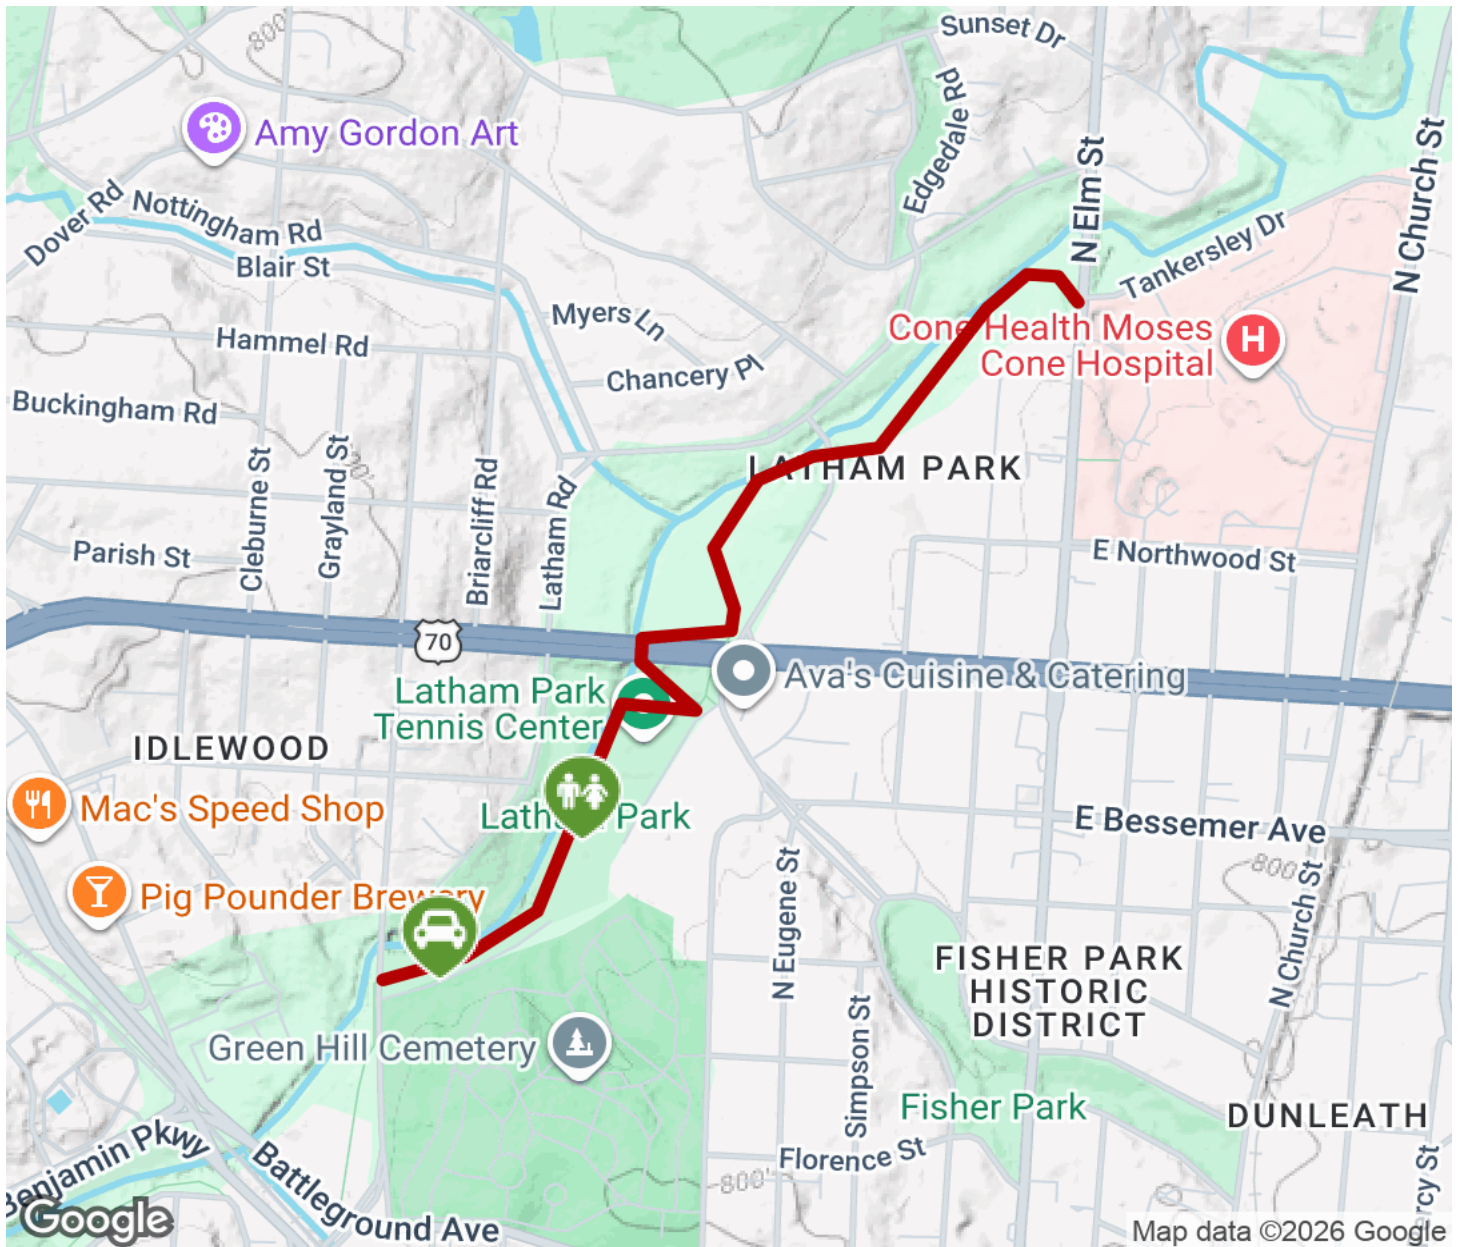 Sunset Dr
800'
Amy Gordon Art
Edgedale Rd
N Elm St
N Church St
Dover Rd
Nottingham Rd
Blair St
Tankersley Dr
Myers Ln
Hammel Rd
Cone Health Moses
Cone Hospital
H
Chancery Pl
Buckingham Rd
Cleburne St
Grayland St
Briarcliff Rd
Latham Rd
LATHAM PARK
Parish St
E Northwood St
70
Latham Park
Tennis Center
Ava's Cuisine & Catering
IDLEWOOD
Mac's Speed Shop
Latham Park
E Bessemer Ave
Pig Pounder Brewery
N Eugene St
800'
N Church St
FISHER PARK
HISTORIC
DISTRICT
Green Hill Cemetery
Simpson St
Fisher Park
DUNLEATH
Benjamin Pkwy
Battleground Ave
Florence St
800'
Google
Map data ©2026 Google